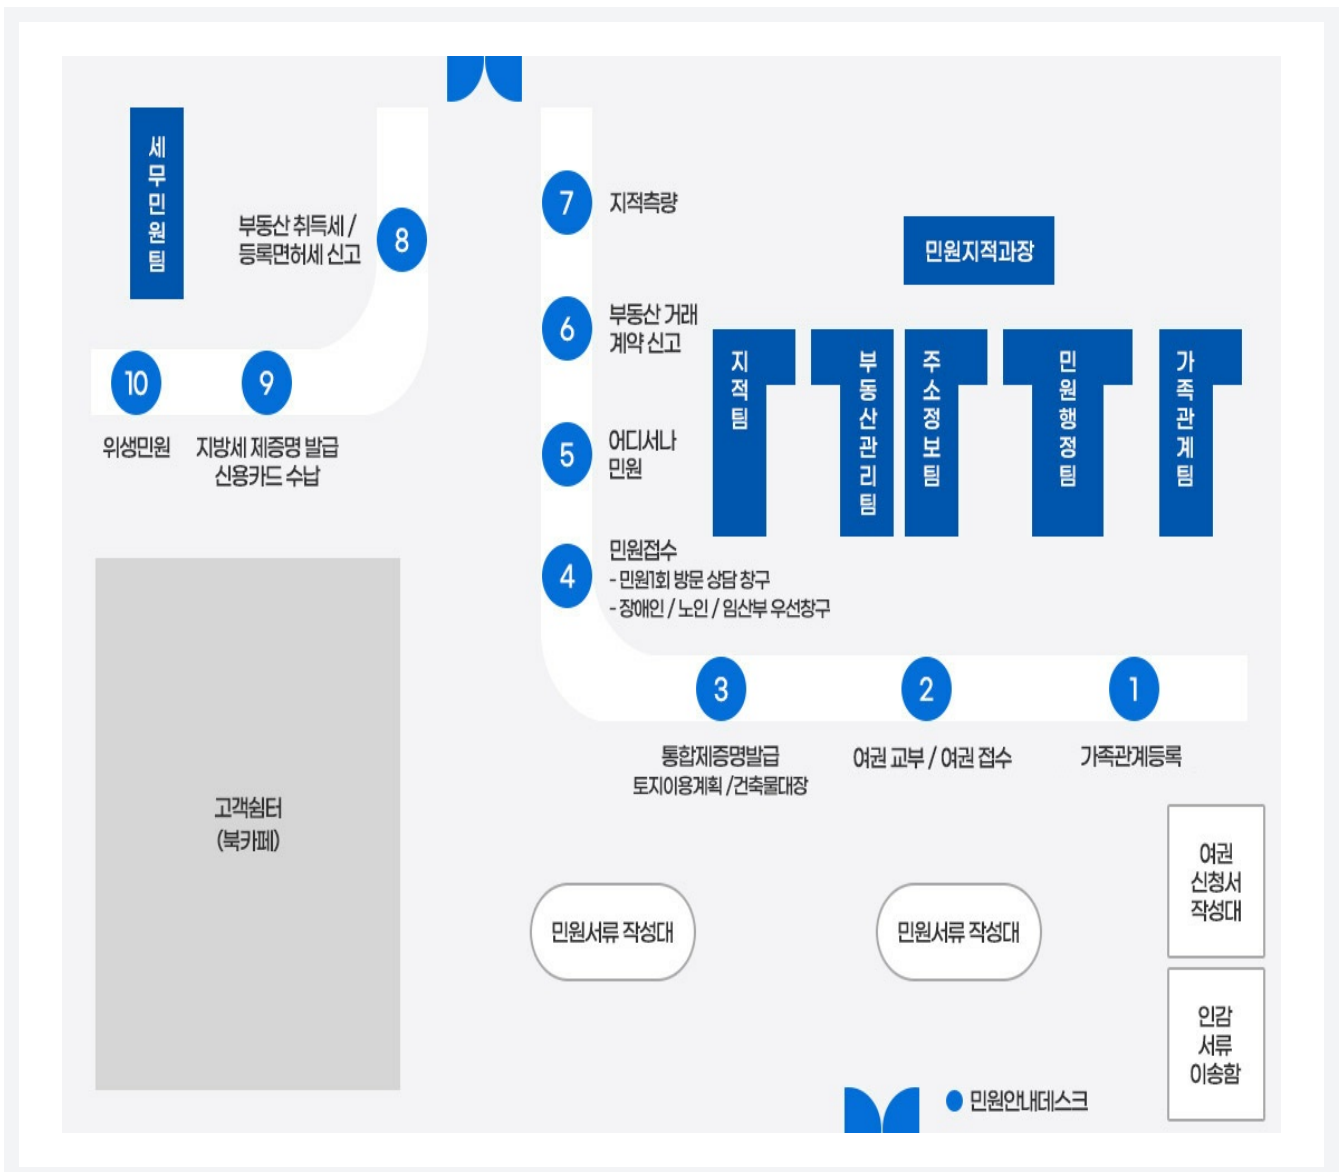 세무민원팀
부동산 취득세 /
등록면허세 신고
8
10
위생민원
9
지방세 제증명 발급
신용카드 수납
7
지적측량
6
부동산 거래
계약 신고
5
어디서나
민원
4
민원접수
- 민원1회 방문 상담 창구
- 장애인 / 노인 / 임산부 우선창구
민원지적과장
지적팀
부동산관리팀
주소정보팀
민원행정팀
가족관계팀
3
통합제증명발급
토지이용계획 /건축물대장
2
여권 교부 / 여권 접수
1
가족관계등록
고객쉼터
(북카페)
민원서류 작성대
민원서류 작성대
여권
신청서
작성대
인감
서류
이송함
민원안내데스크